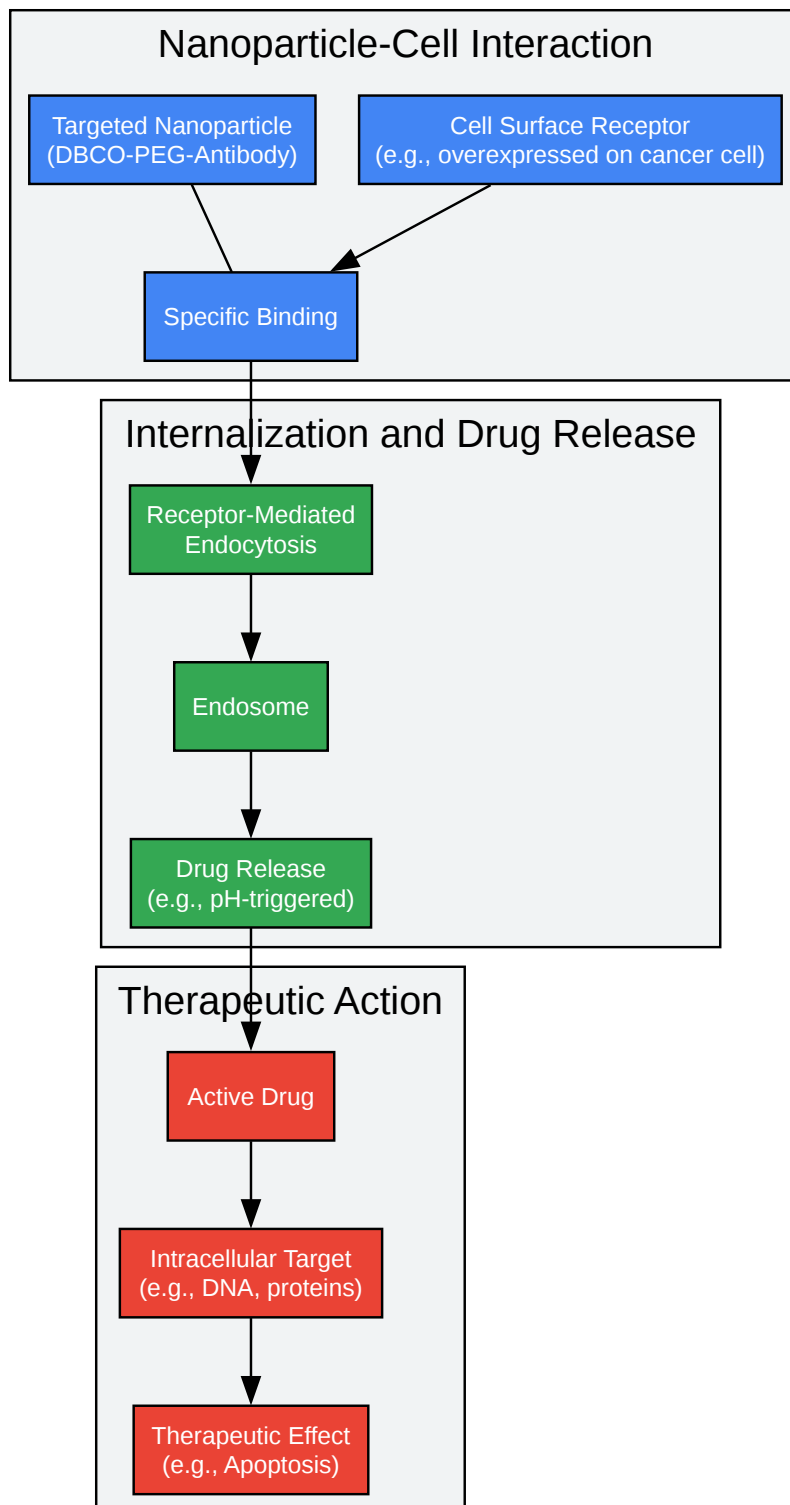 Nanoparticle-Cell Interaction
Targeted Nanoparticle
(DBCO-PEG-Antibody)
Cell Surface Receptor
(e.g., overexpressed on cancer cell)
Specific Binding
Internalization and Drug Release
Receptor-Mediated
Endocytosis
Endosome
Drug Release
(e.g., pH-triggered)
Therapeutic Action
Active Drug
Intracellular Target
(e.g., DNA, proteins)
Therapeutic Effect
(e.g., Apoptosis)